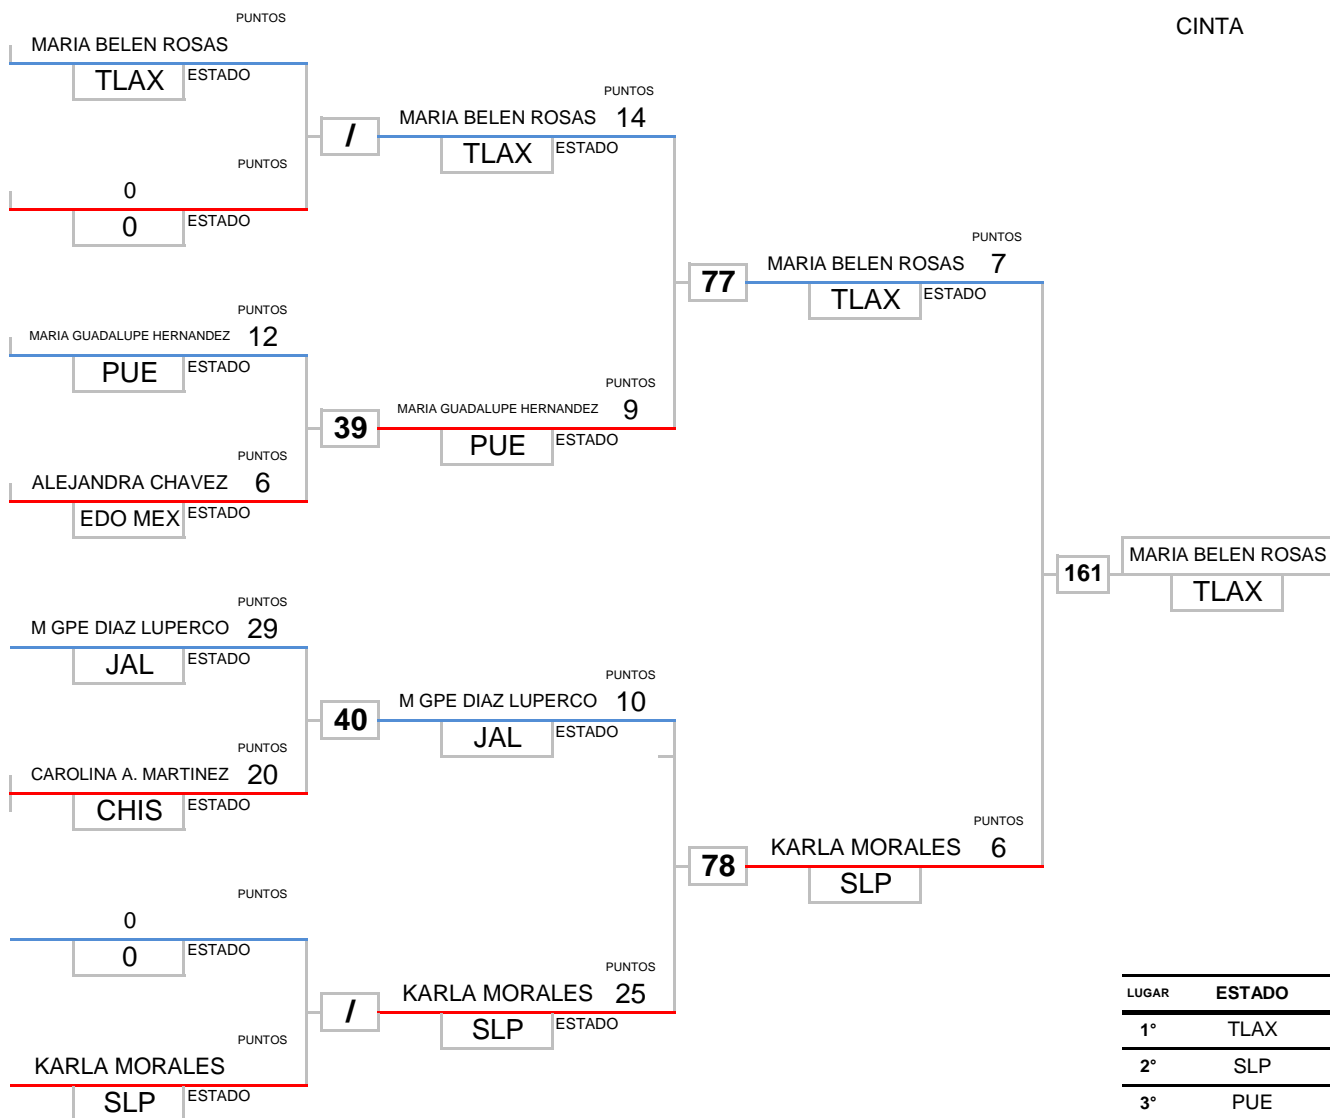 PUNTOS
CINTA
MARIA BELEN ROSAS
TLAX ESTADO
PUNTOS
MARIA BELEN ROSAS 14
/
TLAX ESTADO
PUNTOS
0
0 ESTADO
PUNTOS
MARIA BELEN ROSAS 7
77
TLAX ESTADO
PUNTOS
MARIA GUADALUPE HERNANDEZ 12
PUE ESTADO
PUNTOS
MARIA GUADALUPE HERNANDEZ 9
39
PUE ESTADO
PUNTOS
ALEJANDRA CHAVEZ 6
EDO MEX ESTADO
MARIA BELEN ROSAS
161
TLAX
PUNTOS
M GPE DIAZ LUPERCO 29
JAL ESTADO
PUNTOS
M GPE DIAZ LUPERCO 10
40
JAL ESTADO
PUNTOS
CAROLINA A. MARTINEZ 20
CHIS ESTADO
PUNTOS
KARLA MORALES 6
78
SLP
PUNTOS
0
0 ESTADO
PUNTOS
KARLA MORALES 25
/
SLP ESTADO
PUNTOS
KARLA MORALES
SLP ESTADO
LUGAR ESTADO
1° TLAX
2° SLP
3° PUE